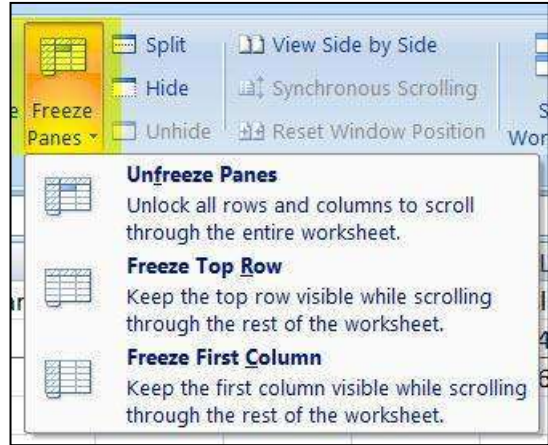 Split
View Side by Side
Hide
Synchronous Scrolling
Freeze
Panes
Unhide
Reset Window Position
Unfreeze Panes
Unlock all rows and columns to scroll
through the entire worksheet.
Freeze Top Row
Keep the top row visible while scrolling
through the rest of the worksheet.
Freeze First Column
Keep the first column visible while scrolling
through the rest of the worksheet.